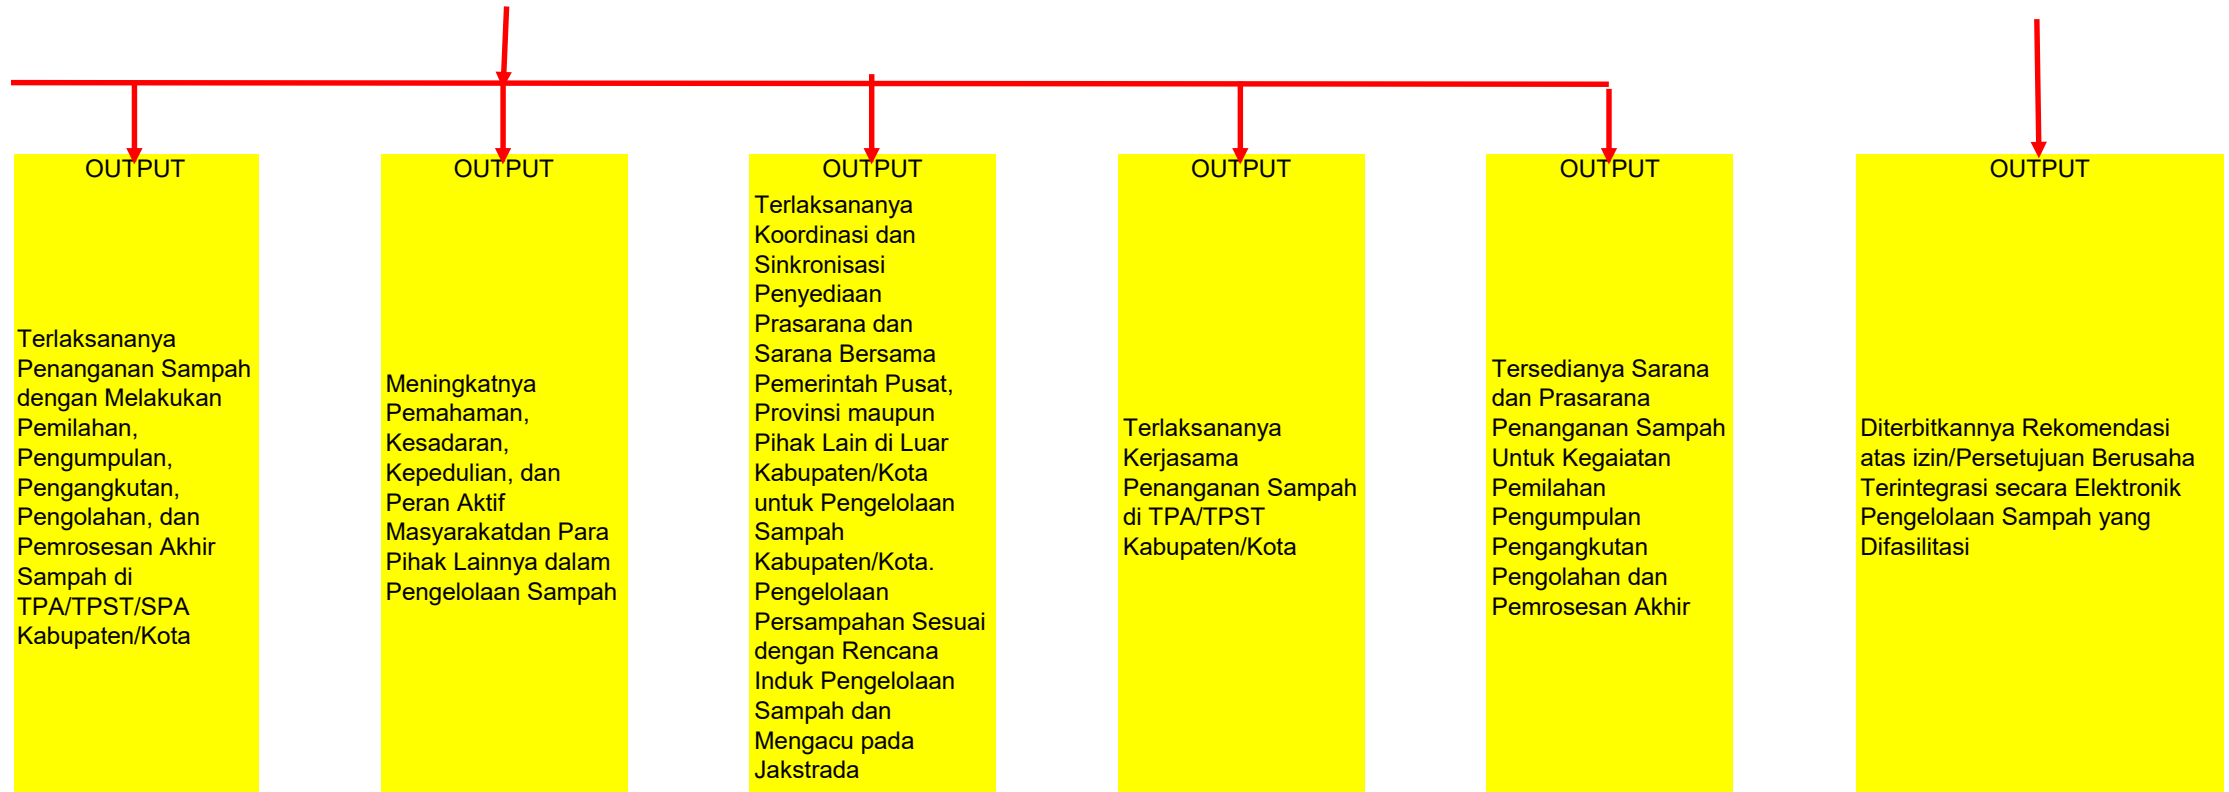 OUTPUT
Terlaksananya
Penanganan Sampah
dengan Melakukan
Pemilahan,
Pengumpulan,
Pengangkutan,
Pengolahan, dan
Pemrosesan Akhir
Sampah di
TPA/TPST/SPA
Kabupaten/Kota
OUTPUT
Meningkatnya
Pemahaman,
Kesadaran,
Kepedulian, dan
Peran Aktif
Masyarakatdan Para
Pihak Lainnya dalam
Pengelolaan Sampah
OUTPUT
Terlaksananya
Koordinasi dan
Sinkronisasi
Penyediaan
Prasarana dan
Sarana Bersama
Pemerintah Pusat,
Provinsi maupun
Pihak Lain di Luar
Kabupaten/Kota
untuk Pengelolaan
Sampah
Kabupaten/Kota.
Pengelolaan
Persampahan Sesuai
dengan Rencana
Induk Pengelolaan
Sampah dan
Mengacu pada
Jakstrada
OUTPUT
Terlaksananya
Kerjasama
Penanganan Sampah
di TPA/TPST
Kabupaten/Kota
OUTPUT
Tersedianya Sarana
dan Prasarana
Penanganan Sampah
Untuk Kegaiatan
Pemilahan
Pengumpulan
Pengangkutan
Pengolahan dan
Pemrosesan Akhir
OUTPUT
Diterbitkannya Rekomendasi
atas izin/Persetujuan Berusaha
Terintegrasi secara Elektronik
Pengelolaan Sampah yang
Difasilitasi